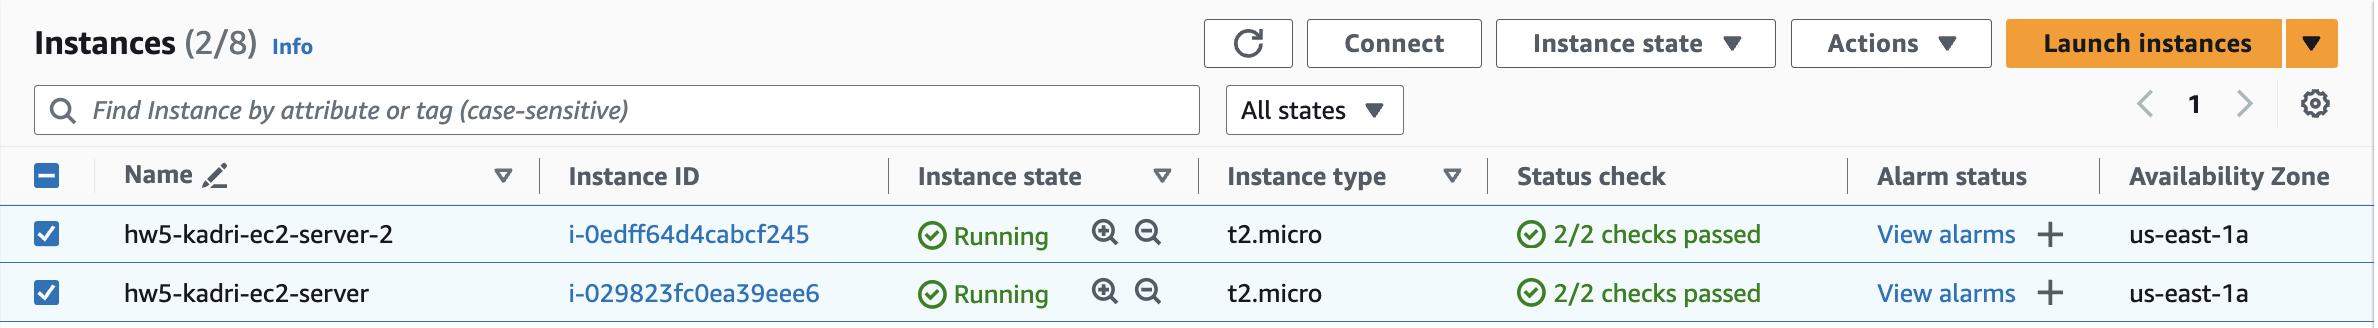 Instances (2/8) Info Connect Instance state Actions Launch instances
Find Instance by attribute or tag (case-sensitive) All states 1
Name Instance ID Instance state Instance type Status check Alarm status Availability Zone
hw5-kadri-ec2-server-2 i-0edff64d4cabcf245 Running t2.micro 2/2 checks passed View alarms us-east-1a
hw5-kadri-ec2-server i-029823fc0ea39eee6 Running t2.micro 2/2 checks passed View alarms us-east-1a